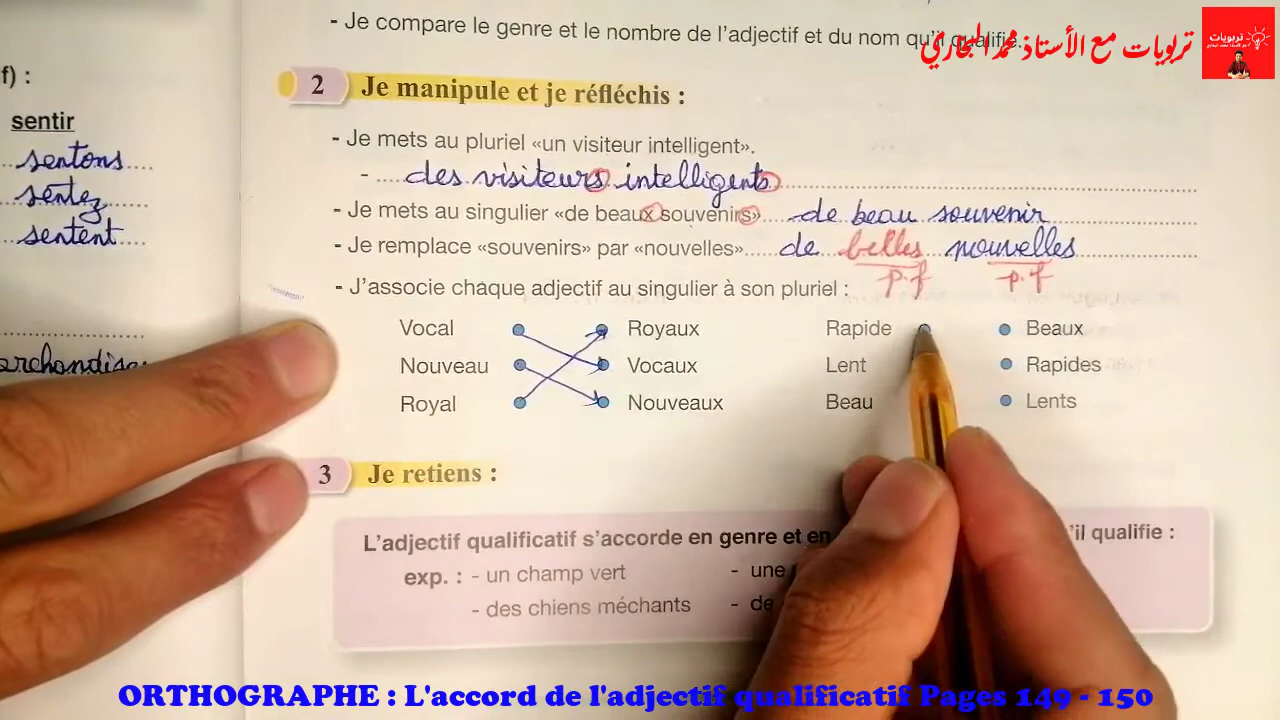 - Je compare le genre et le nombre de l'adjectif et du nom qu'il qualifie.
تربويات مع الأستاذ محمد البجاري
تربويات
2 Je manipule et je réfléchis :
f) :
sentir
sentons
sentez
sentent
- Je mets au pluriel «un visiteur intelligent».
- des visiteurs intelligents
- Je mets au singulier «de beaux souvenirs» de beau souvenir
- Je remplace «souvenirs» par «nouvelles» de belles nouvelles
p.f p.f
- J'associe chaque adjectif au singulier à son pluriel :
Vocal Royaux Rapide Beaux
Nouveau Vocaux Lent Rapides
Royal Nouveaux Beau Lents
3 Je retiens :
L'adjectif qualificatif s'accorde en genre et en 'il qualifie :
exp. : - un champ vert - une
- des chiens méchants - de
ORTHOGRAPHE : L'accord de l'adjectif qualificatif Pages 149 - 150